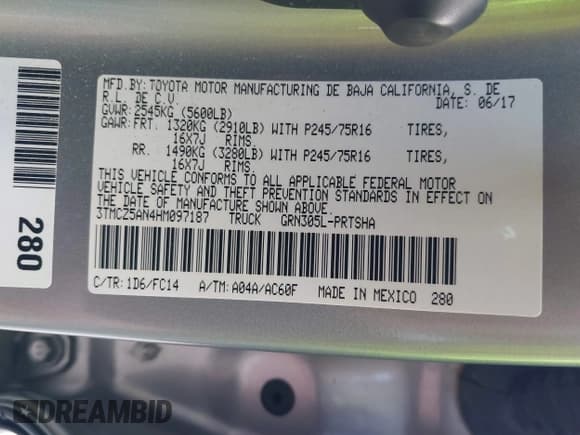 MFD.BY:TOYOTA MOTOR MANUFACTURING DE BAJA CALIFORNIA, S. DE
R.L. DE C.V. DATE: 06/17
GVWR:2545KG (5600LB)
GAWR:FRT. 1320KG (2910LB) WITH P245/75R16 TIRES,
16X7J RIMS.
RR. 1490KG (3280LB) WITH P245/75R16 TIRES,
16X7J RIMS.
THIS VEHICLE CONFORMS TO ALL APPLICABLE FEDERAL MOTOR
VEHICLE SAFETY AND THEFT PREVENTION STANDARDS IN EFFECT ON
THE DATE OF MANUFACTURE SHOWN ABOVE.
3TMCZ5AN4HM097187 TRUCK GRN305L-PRTSHA
C/TR:1D6/FC14 A/TM:A04A/AC60F MADE IN MEXICO 280
280
DREAMBID